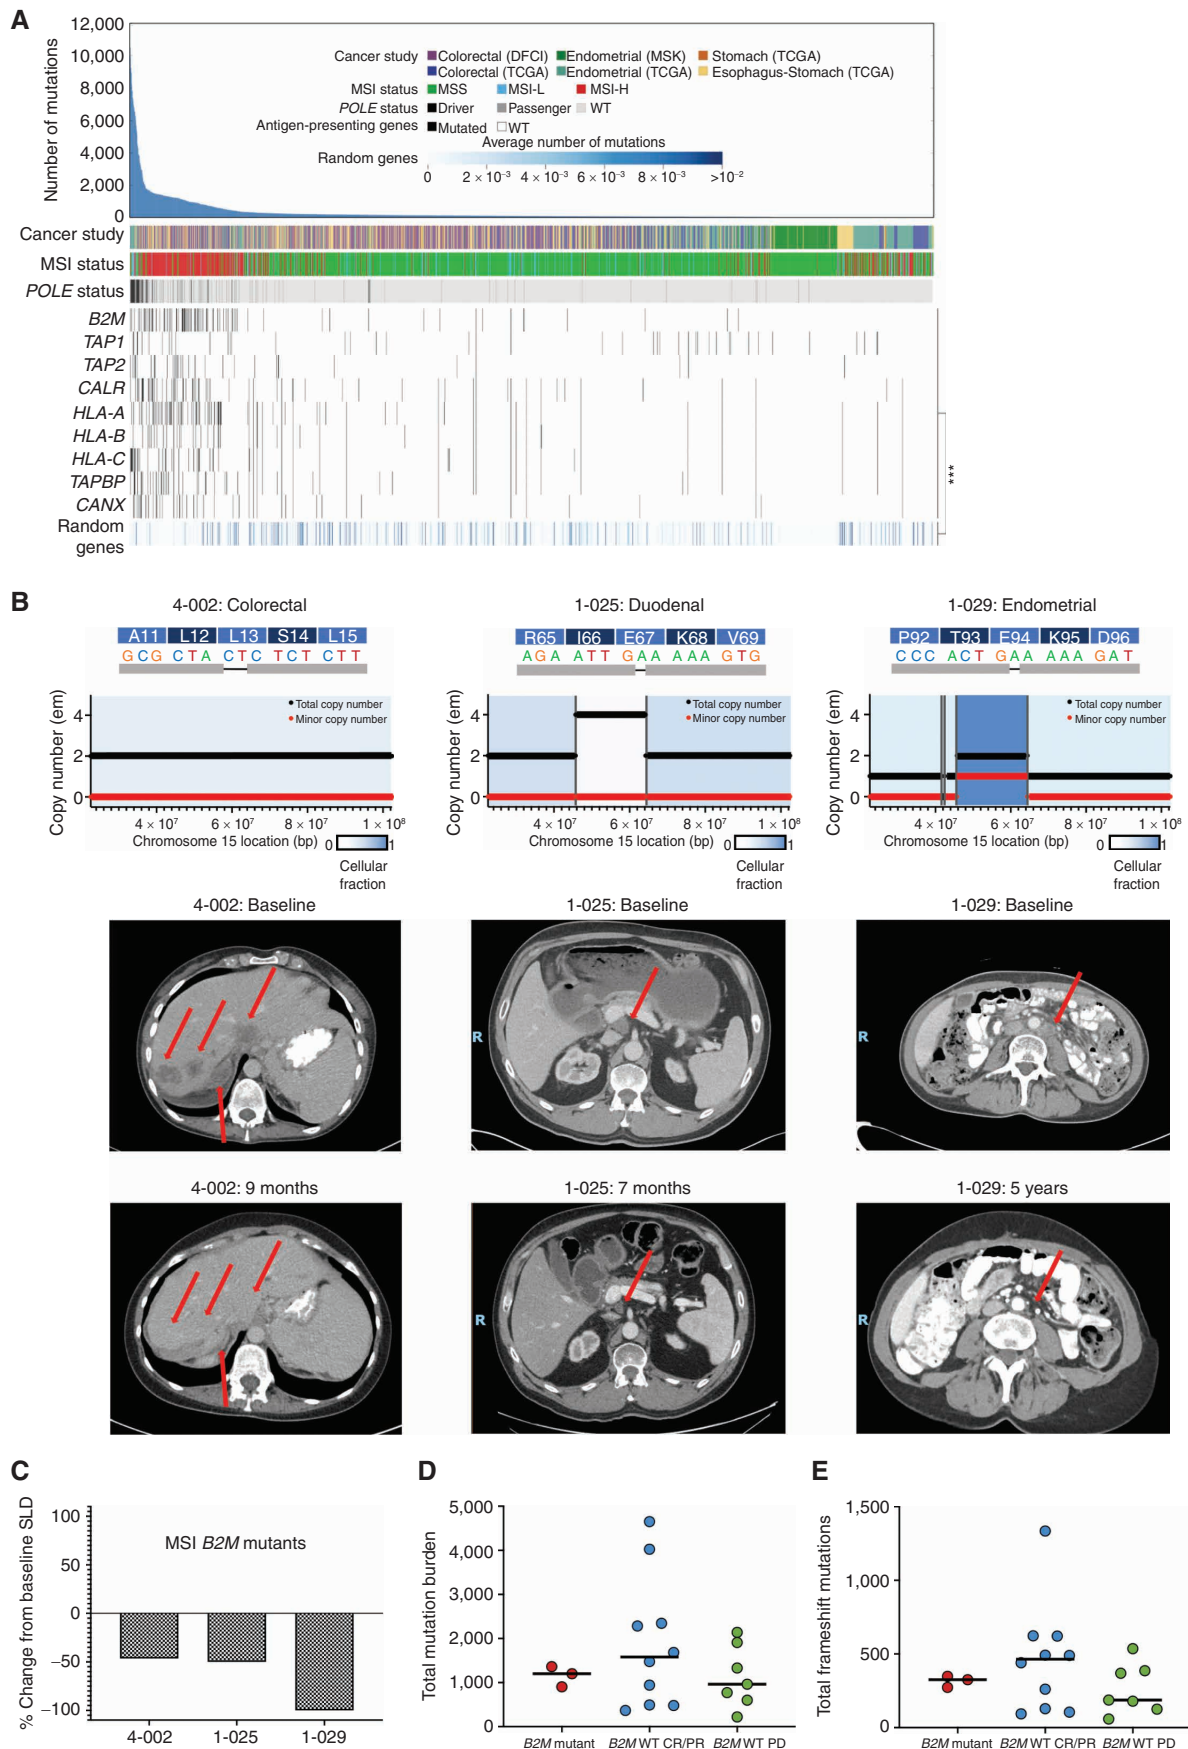 A
Number of mutations
12,000
10,000
8,000
6,000
4,000
2,000
0
Cancer study Colorectal (DFCI) Endometrial (MSK) Stomach (TCGA)
Colorectal (TCGA) Endometrial (TCGA) Esophagus-Stomach (TCGA)
MSI status MSS MSI-L MSI-H
POLE status Driver Passenger WT
Antigen-presenting genes Mutated WT
Average number of mutations
Random genes
0 2 × 10⁻³ 4 × 10⁻³ 6 × 10⁻³ 8 × 10⁻³ >10⁻²
Cancer study
MSI status
POLE status
B2M
TAP1
TAP2
CALR
HLA-A
HLA-B
HLA-C
TAPBP
CANX
Random
genes
***
B
4-002: Colorectal
A11 L12 L13 S14 L15
GCG CTA CTC TCT CTT
Copy number (em)
4
2
0
Total copy number
Minor copy number
4 × 10⁷ 6 × 10⁷ 8 × 10⁷ 1 × 10⁸
Chromosome 15 location (bp)
0 1
Cellular
fraction
1-025: Duodenal
R65 I66 E67 K68 V69
AGA ATT GAA AAA GTG
Copy number (em)
4
2
0
Total copy number
Minor copy number
4 × 10⁷ 6 × 10⁷ 8 × 10⁷ 1 × 10⁸
Chromosome 15 location (bp)
0 1
Cellular
fraction
1-029: Endometrial
P92 T93 E94 K95 D96
CCC ACT GAA AAA GAT
Copy number (em)
4
2
0
Total copy number
Minor copy number
4 × 10⁷ 6 × 10⁷ 8 × 10⁷ 1 × 10⁸
Chromosome 15 location (bp)
0 1
Cellular
fraction
4-002: Baseline
1-025: Baseline
R
1-029: Baseline
R
4-002: 9 months
1-025: 7 months
R
1-029: 5 years
R
C
% Change from baseline SLD
100
50
0
−50
−100
MSI B2M mutants
4-002 1-025 1-029
D
Total mutation burden
5,000
4,000
3,000
2,000
1,000
0
B2M mutant B2M WT CR/PR B2M WT PD
E
Total frameshift mutations
1,500
1,000
500
0
B2M mutant B2M WT CR/PR B2M WT PD